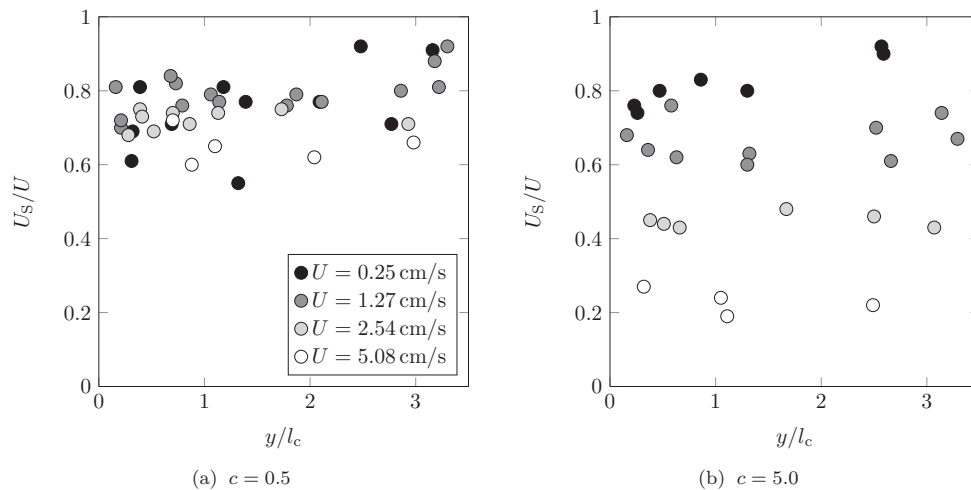 1
0.8
0.6
0.4
0.2
0
U_S/U
0 1 2 3
y/l_c
U = 0.25 cm/s
U = 1.27 cm/s
U = 2.54 cm/s
U = 5.08 cm/s
(a) c = 0.5
1
0.8
0.6
0.4
0.2
0
U_S/U
0 1 2 3
y/l_c
(b) c = 5.0